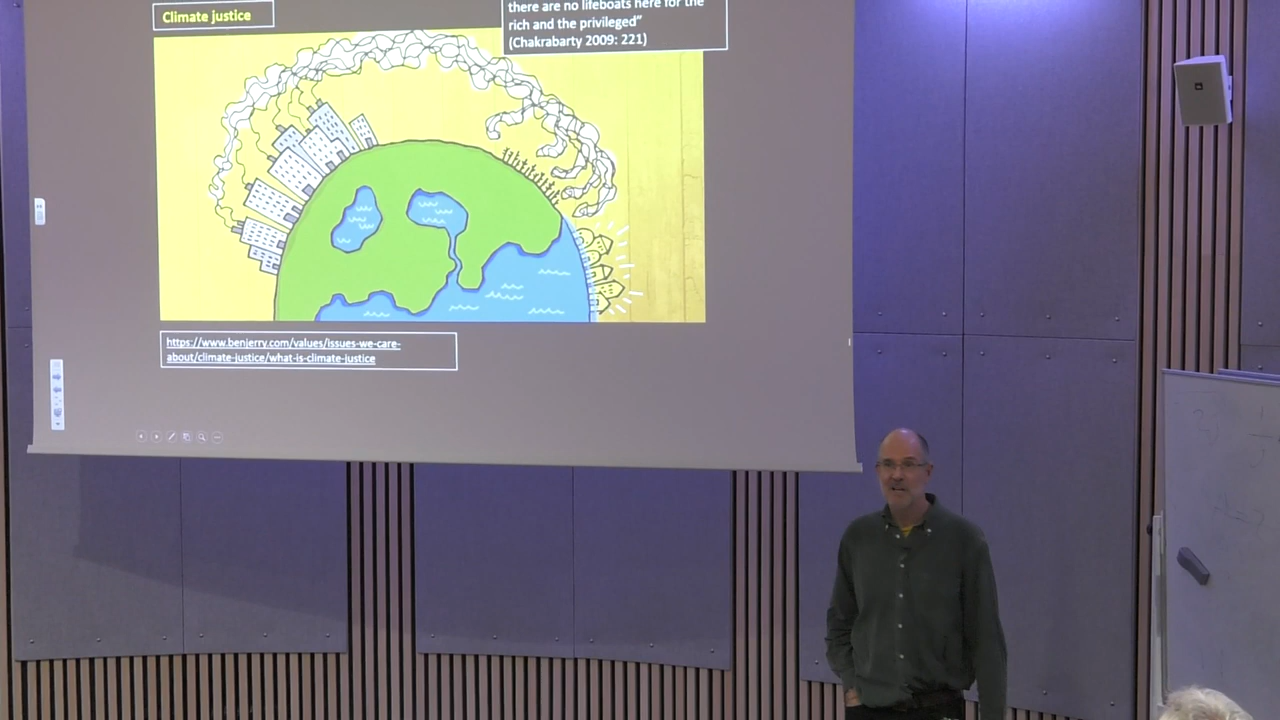 Climate justice
there are no lifeboats here for the
rich and the privileged”
(Chakrabarty 2009: 221)
https://www.benjerry.com/values/issues-we-care-
about/climate-justice/what-is-climate-justice